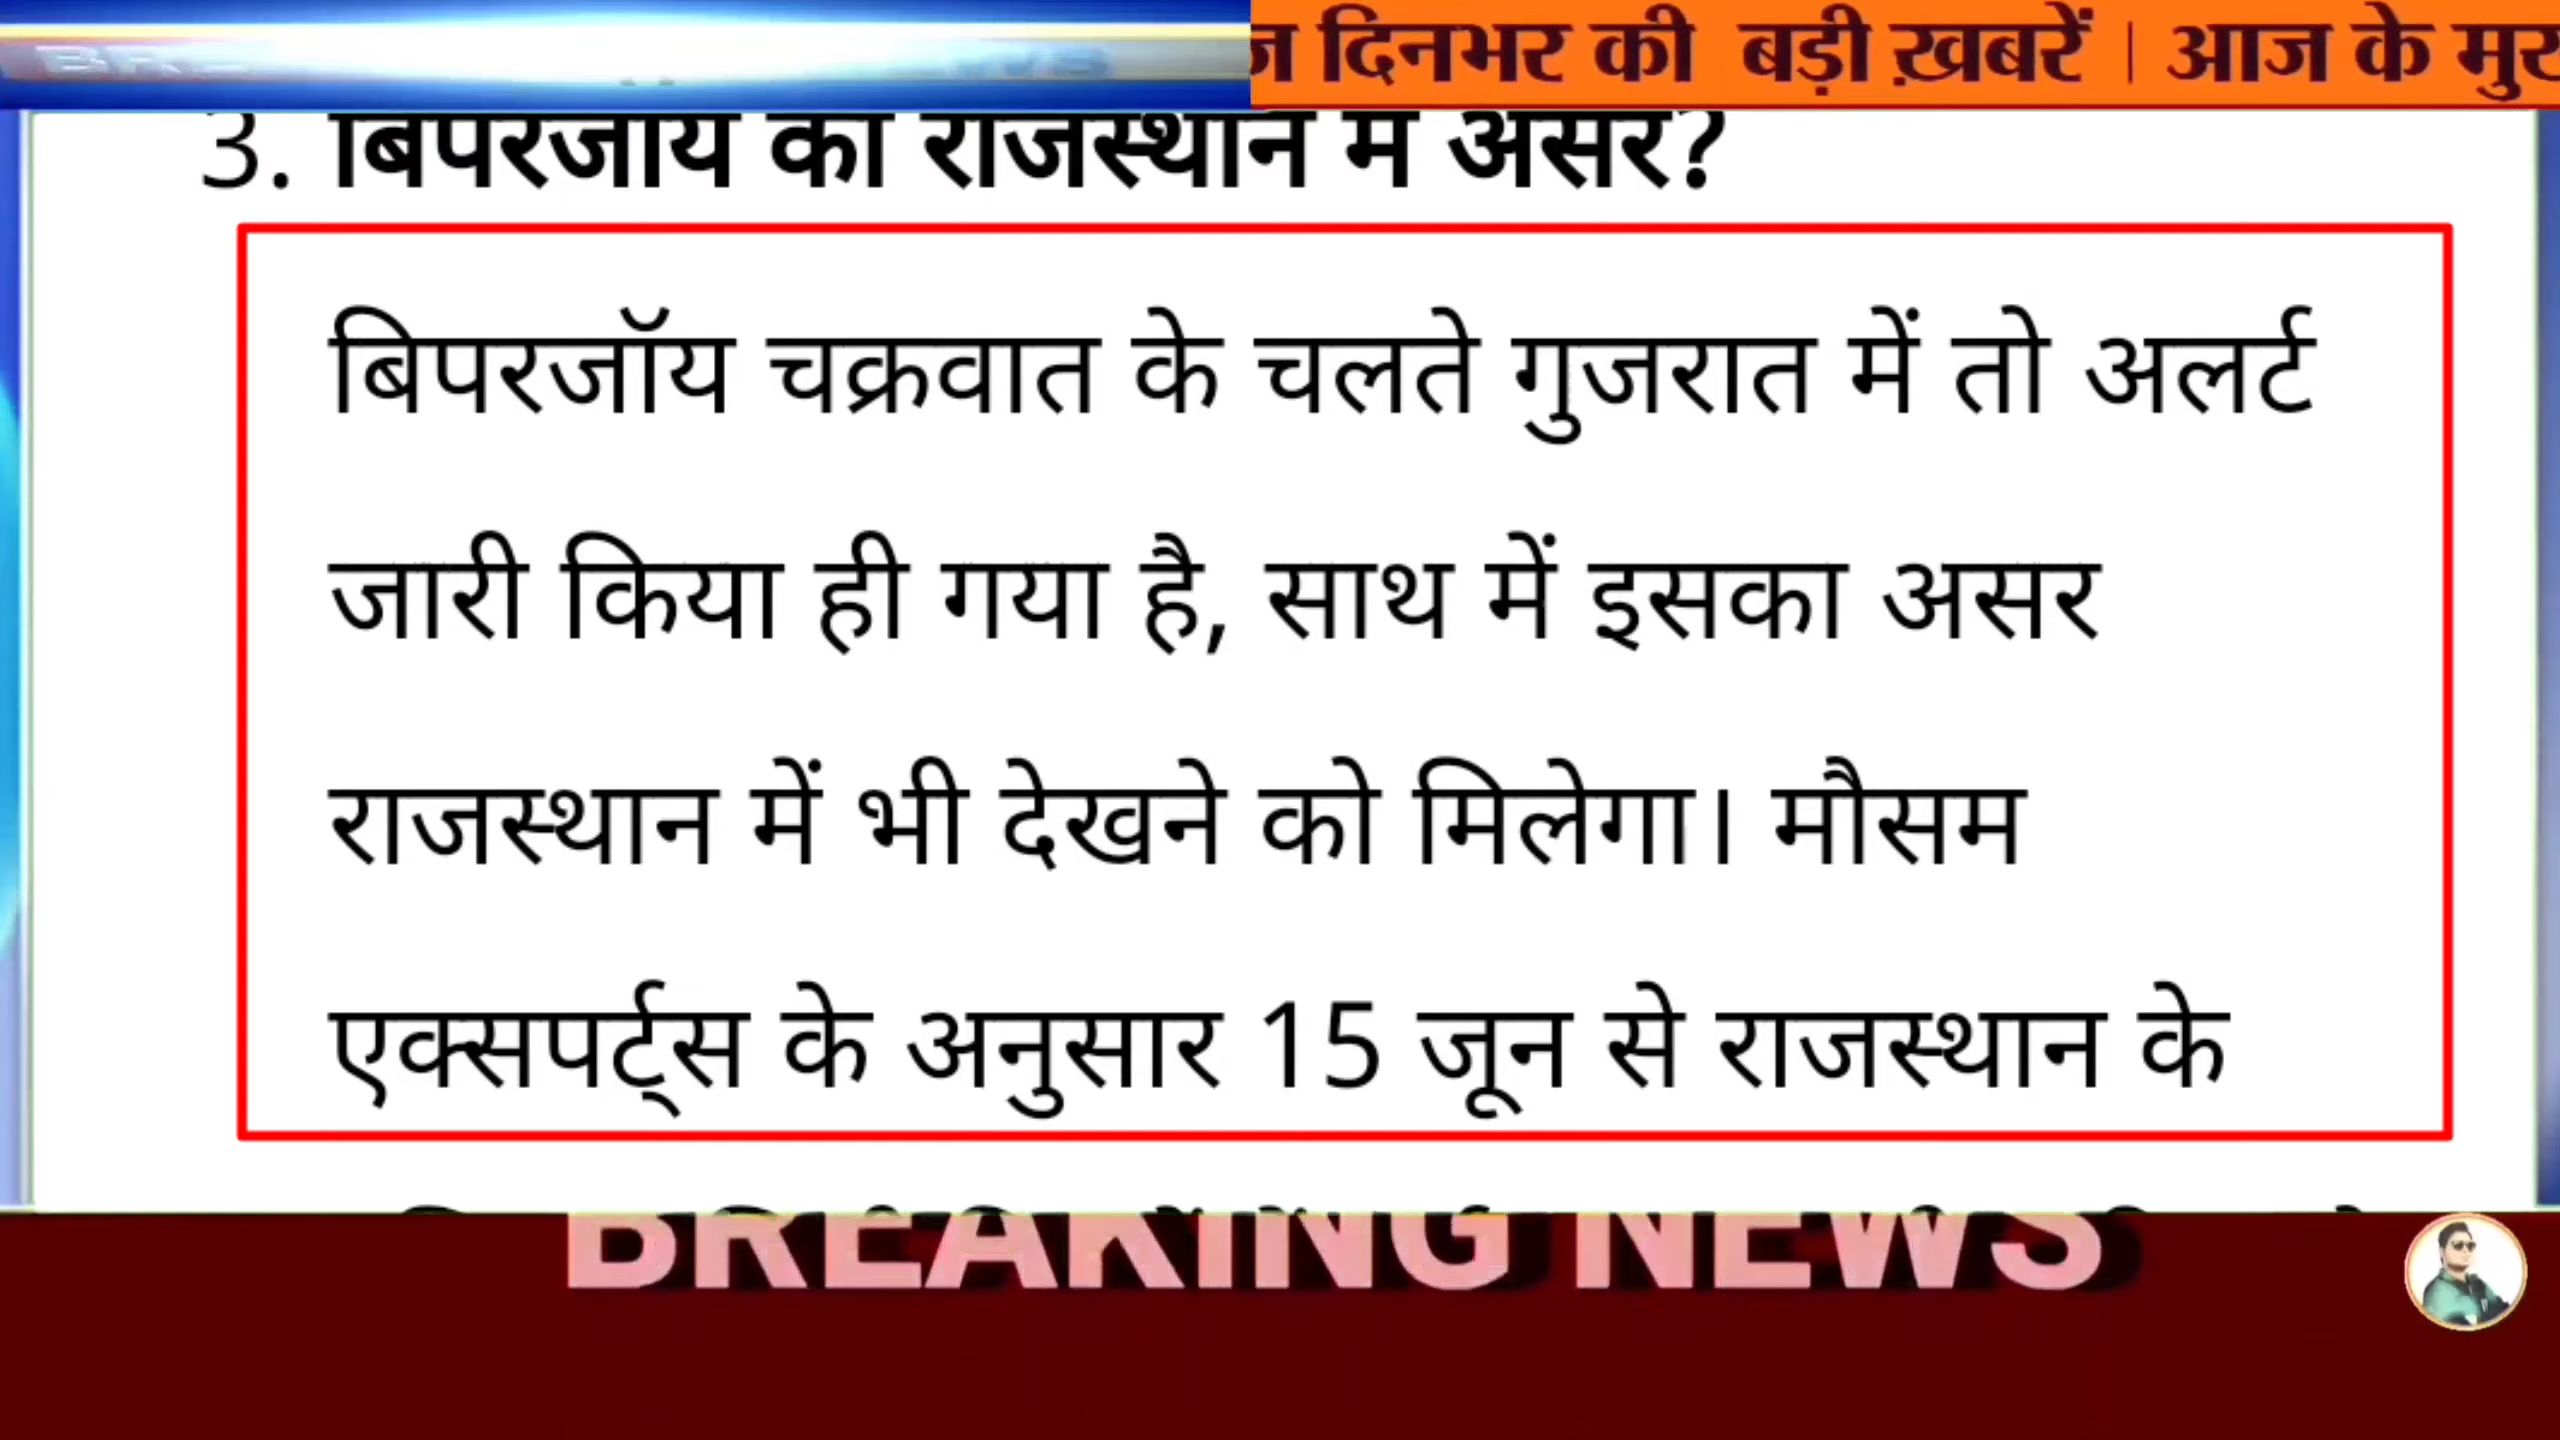 दिनभर की बड़ी ख़बरें | आज के
3. बिपरजॉय का राजस्थान में असर?
बिपरजॉय चक्रवात के चलते गुजरात में तो अलर्ट
जारी किया ही गया है, साथ में इसका असर
राजस्थान में भी देखने को मिलेगा। मौसम
एक्सपर्ट्स के अनुसार 15 जून से राजस्थान के
BREAKING NEWS